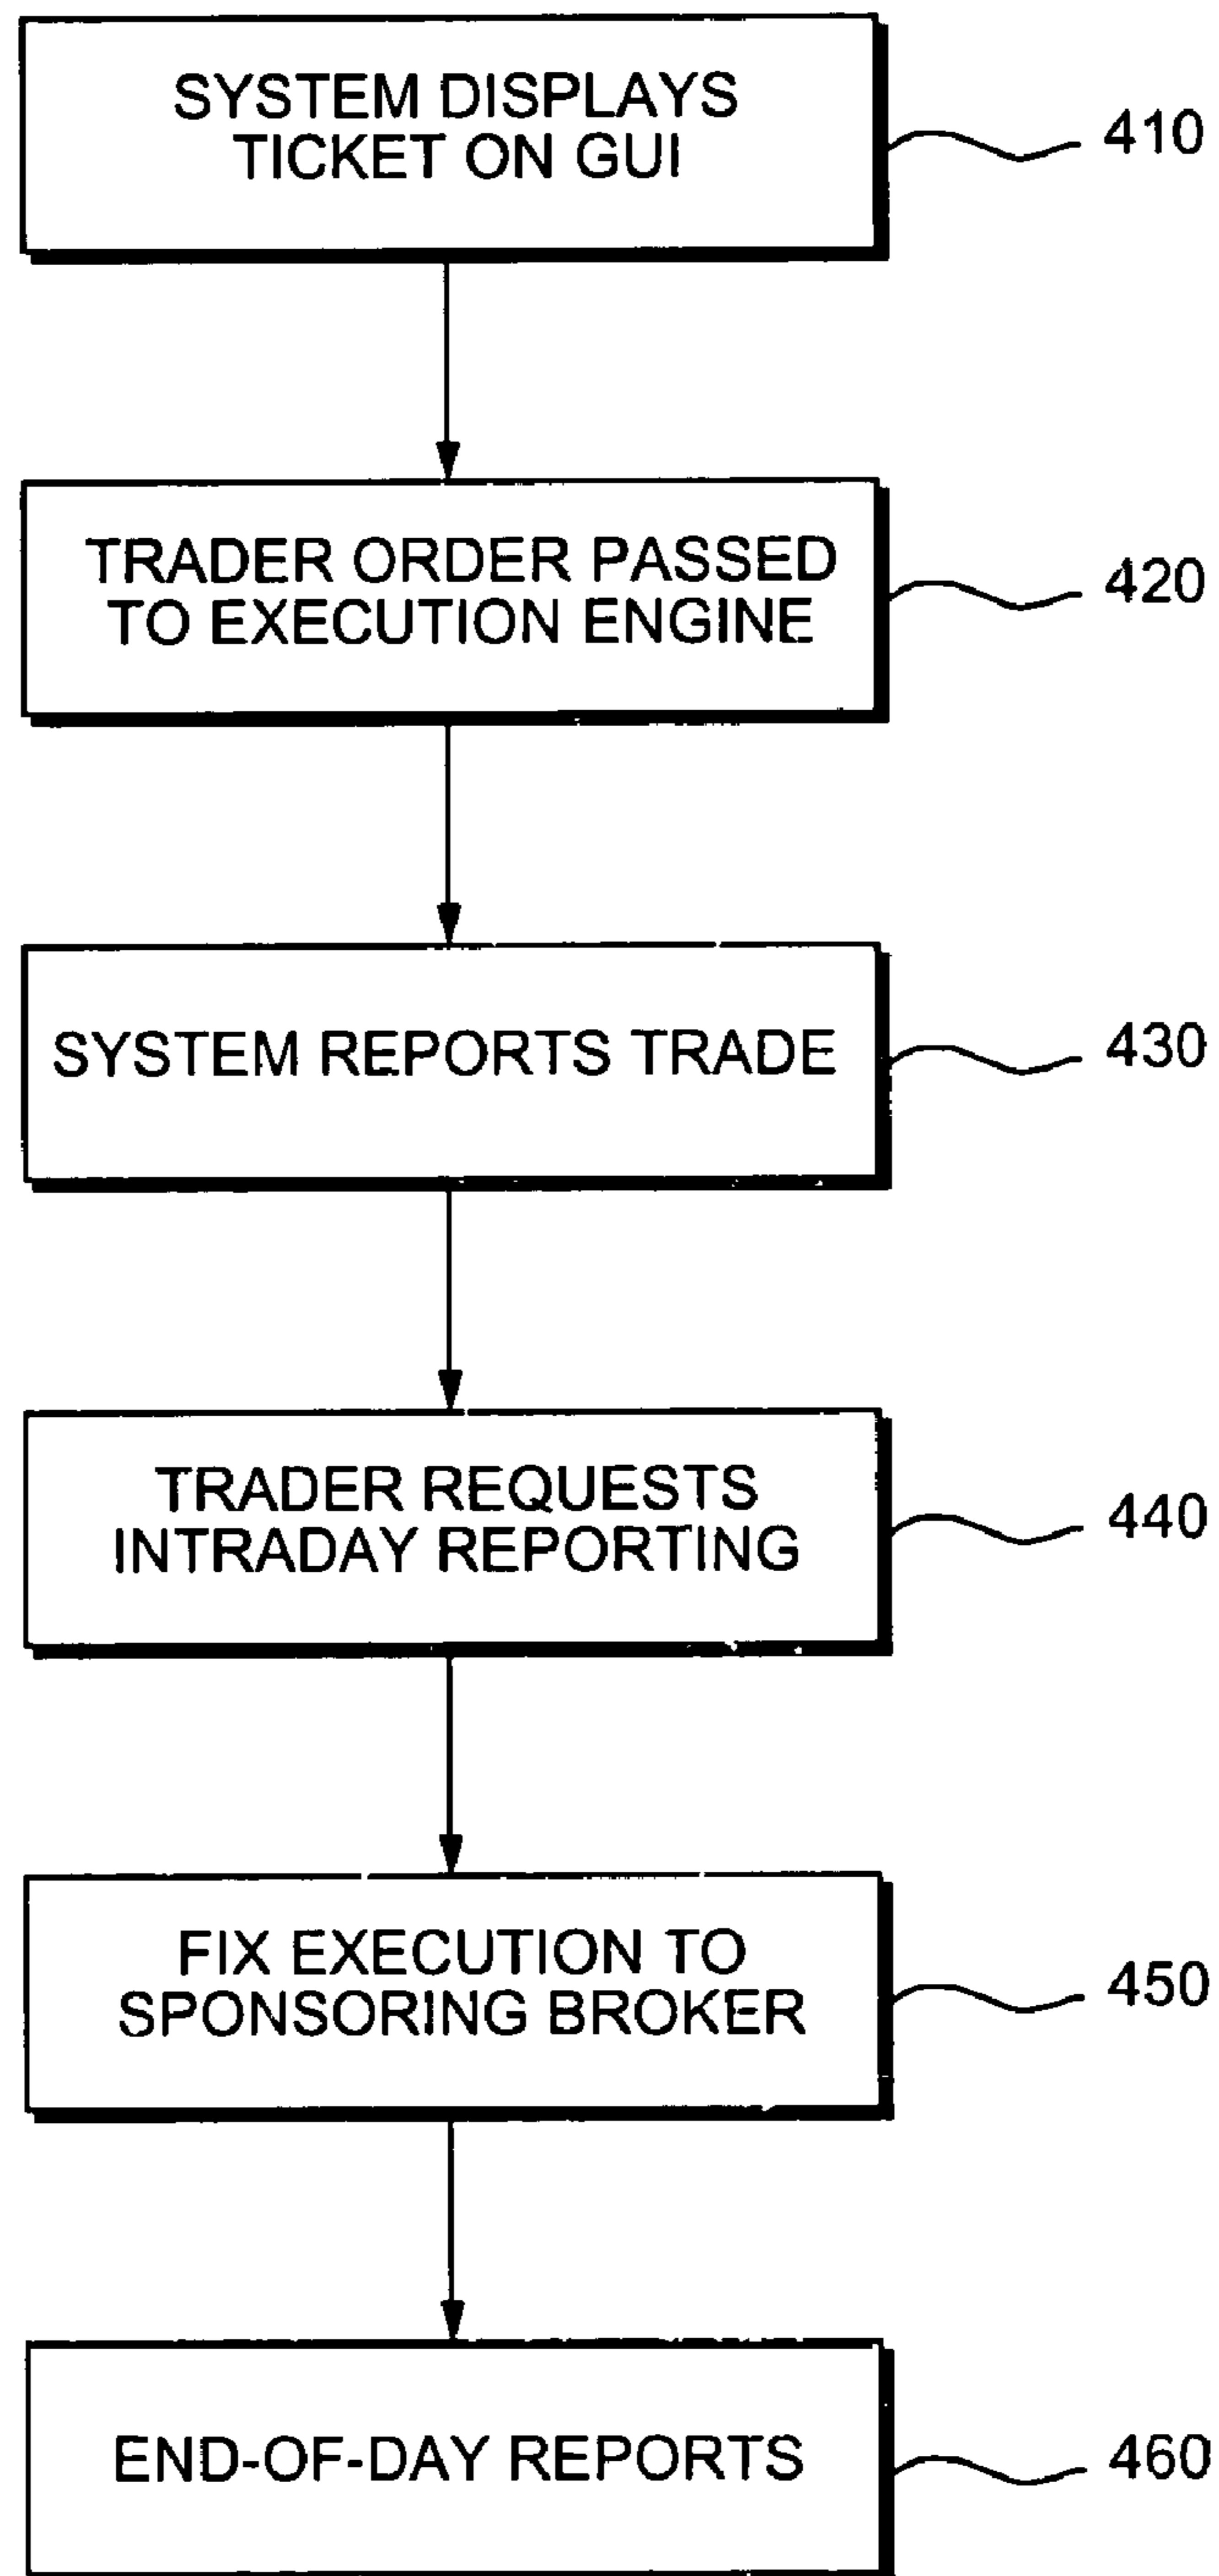 SYSTEM DISPLAYS
TICKET ON GUI
410
TRADER ORDER PASSED
TO EXECUTION ENGINE
420
SYSTEM REPORTS TRADE
430
TRADER REQUESTS
INTRADAY REPORTING
440
FIX EXECUTION TO
SPONSORING BROKER
450
END-OF-DAY REPORTS
460